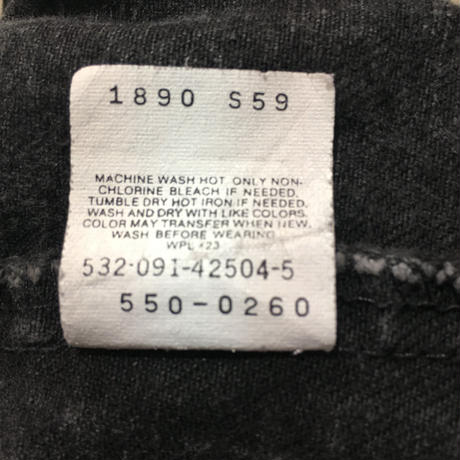 1890 S59
MACHINE WASH HOT. ONLY NON-
CHLORINE BLEACH IF NEEDED.
TUMBLE DRY HOT IRON IF NEEDED.
WASH AND DRY WITH LIKE COLORS.
COLOR MAY TRANSFER WHEN NEW.
WASH BEFORE WEARING
WPL 423
532-091-42504-5
550-0260